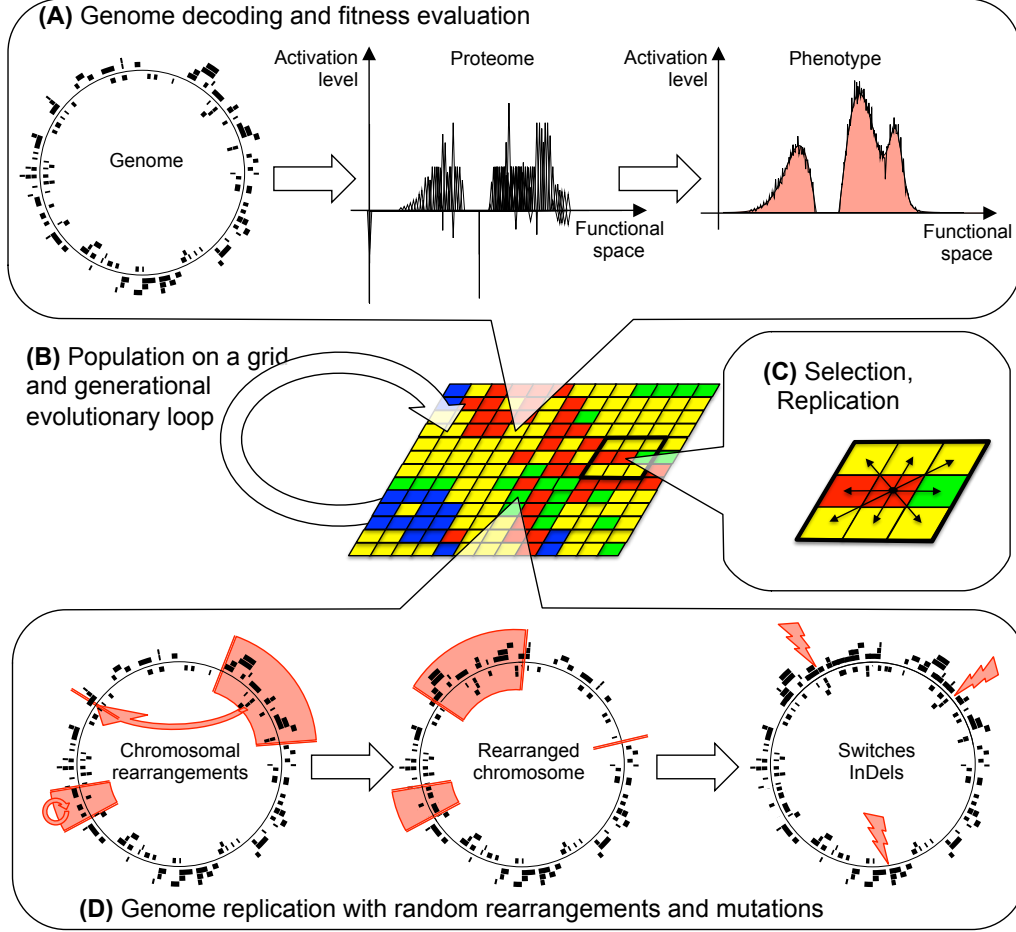 (A) Genome decoding and fitness evaluation
Activation
level
Proteome
Activation
level
Phenotype
Genome
Functional
space
Functional
space
(B) Population on a grid
and generational
evolutionary loop
(C) Selection,
Replication
Chromosomal
rearrangements
Rearranged
chromosome
Switches
InDels
(D) Genome replication with random rearrangements and mutations